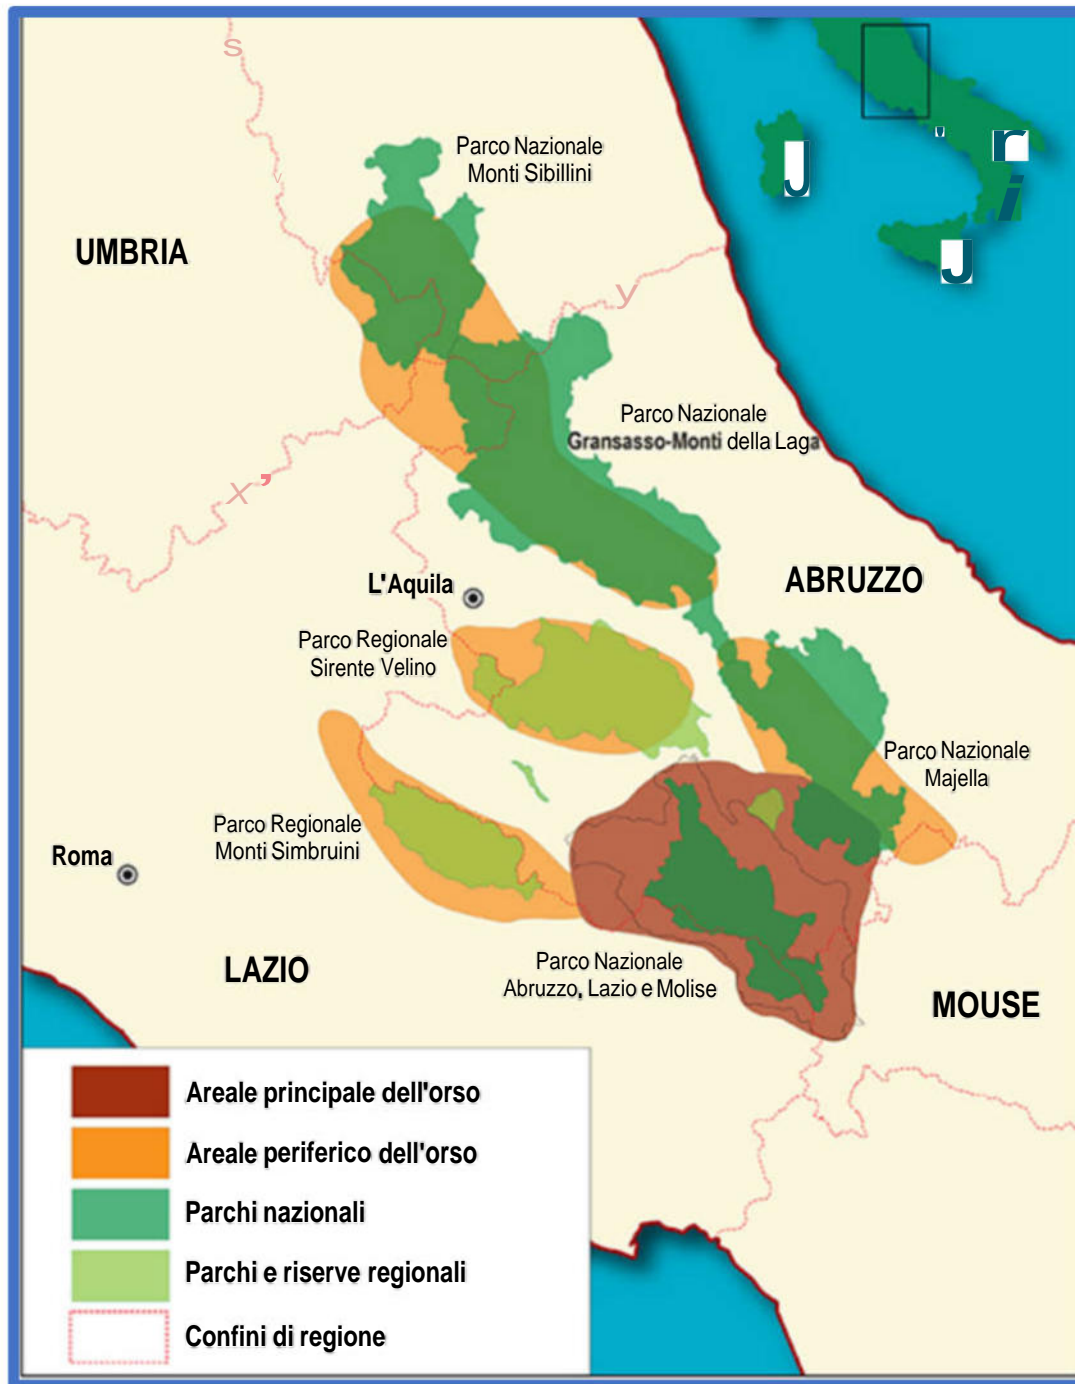 s
J
'
r
i
J
Parco Nazionale
Monti Sibillini
v
UMBRIA
y
Parco Nazionale
Gransasso-Monti della Laga
x’
L'Aquila
ABRUZZO
Parco Regionale
Sirente Velino
Parco Nazionale
Majella
Parco Regionale
Monti Simbruini
Roma
LAZIO
Parco Nazionale
Abruzzo, Lazio e Molise
MOUSE
Areale principale dell'orso
Areale periferico dell'orso
Parchi nazionali
Parchi e riserve regionali
Confini di regione